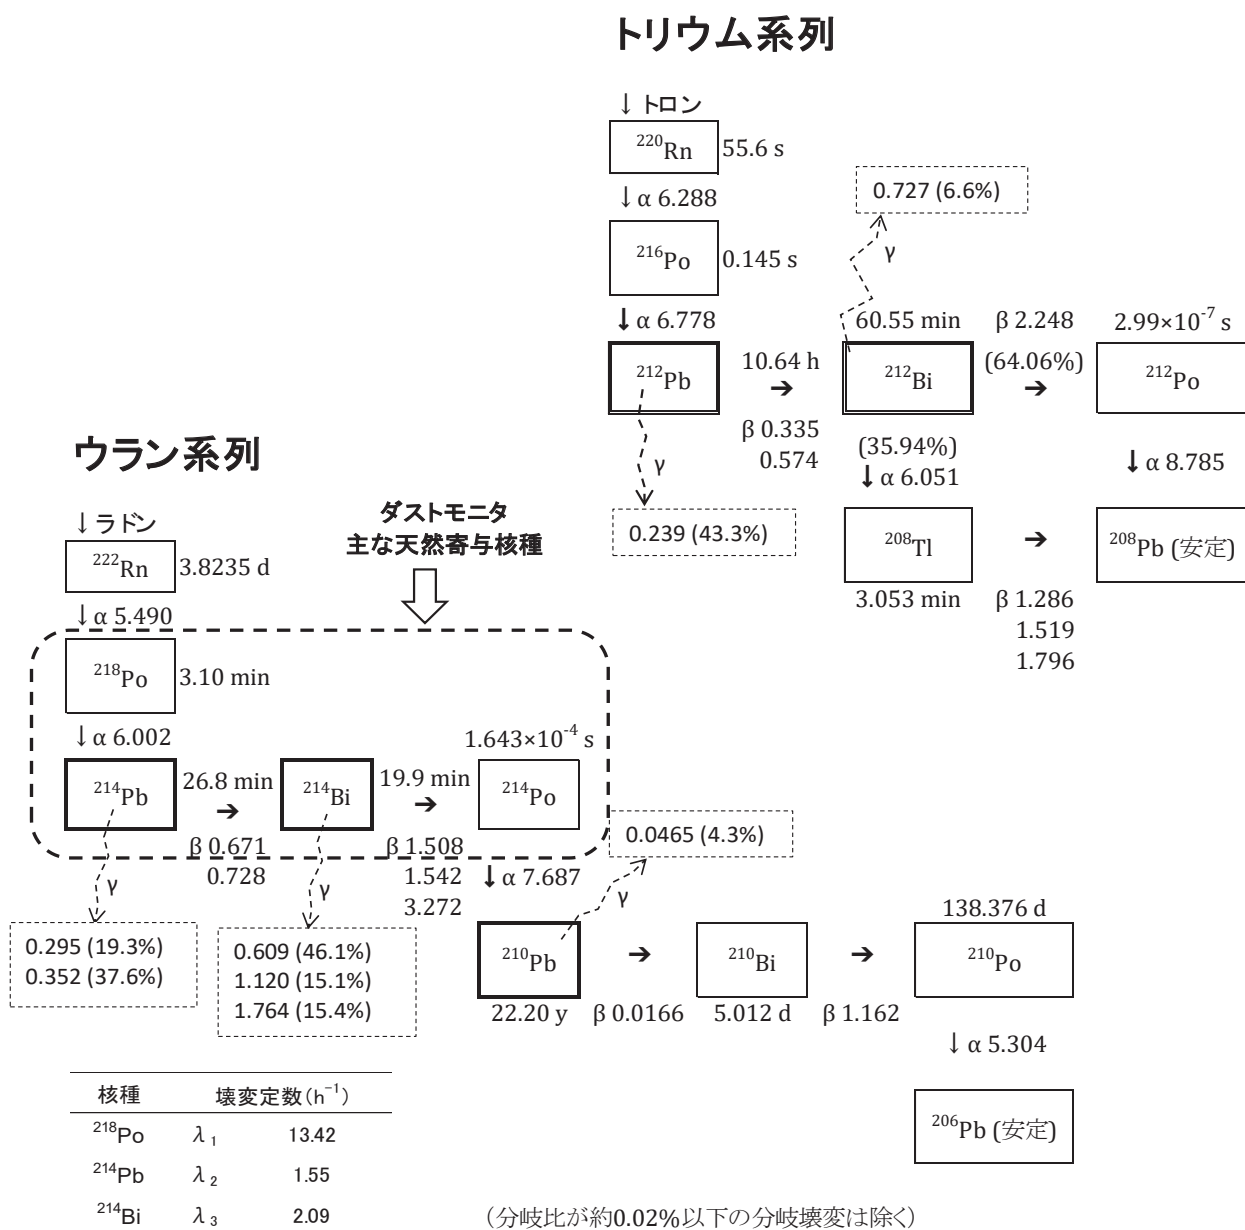 トリウム系列
↓ トロン
²²⁰Rn 55.6 s
↓ α 6.288
0.727 (6.6%)
²¹⁶Po 0.145 s
γ
↓ α 6.778
60.55 min β 2.248 2.99×10⁻⁷ s
²¹²Pb 10.64 h ²¹²Bi (64.06%) ²¹²Po
➔ ➔
β 0.335 (35.94%)
0.574 ↓ α 6.051
γ
↓ α 8.785
0.239 (43.3%)
²⁰⁸Tl ➔ ²⁰⁸Pb (安定)
3.053 min β 1.286
1.519
1.796
ウラン系列
↓ ラドン
²²²Rn 3.8235 d
↓ α 5.490
ダストモニタ
主な天然寄与核種
²¹⁸Po 3.10 min
↓ α 6.002
1.643×10⁻⁴ s
²¹⁴Pb 26.8 min ²¹⁴Bi 19.9 min ²¹⁴Po
➔ ➔
β 0.671 β 1.508
0.728 1.542 ↓ α 7.687
3.272
γ γ
0.295 (19.3%)
0.352 (37.6%)
0.609 (46.1%)
1.120 (15.1%)
1.764 (15.4%)
0.0465 (4.3%)
γ
138.376 d
²¹⁰Pb ➔ ²¹⁰Bi ➔ ²¹⁰Po
22.20 y β 0.0166 5.012 d β 1.162
↓ α 5.304
²⁰⁶Pb (安定)
核種 壊変定数(h⁻¹)
²¹⁸Po λ₁ 13.42
²¹⁴Pb λ₂ 1.55
²¹⁴Bi λ₃ 2.09
(分岐比が約0.02%以下の分岐壊変は除く)